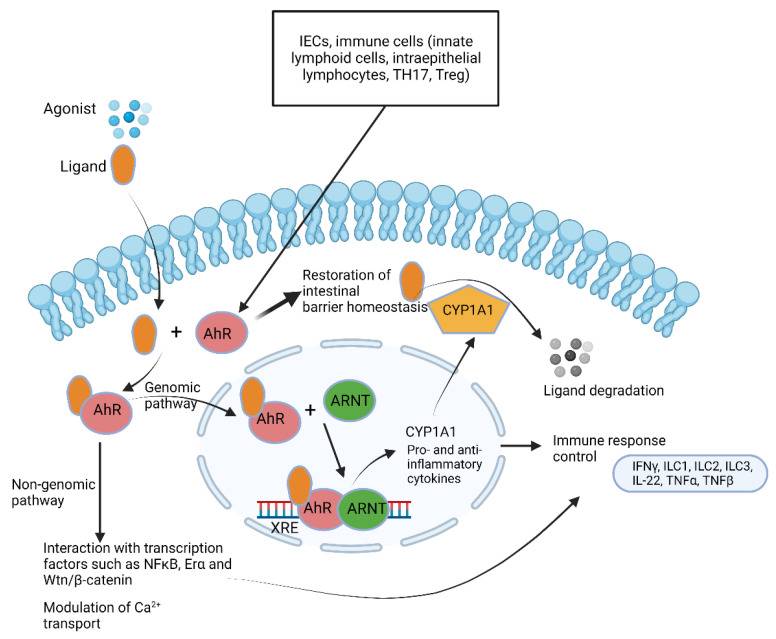 IECs, immune cells (innate
lymphoid cells, intraepithelial
lymphocytes, TH17, Treg)
Agonist
Ligand
Restoration of
intestinal
barrier homeostasis
CYP1A1
+
AhR
Ligand degradation
Genomic
pathway
AhR
AhR
+
ARNT
CYP1A1
Pro- and anti-
inflammatory
cytokines
Immune response
control
IFNγ, ILC1, ILC2, ILC3,
IL-22, TNFα, TNFβ
Non-genomic
pathway
AhR
ARNT
XRE
Interaction with transcription
factors such as NFκB, Erα and
Wtn/β-catenin
Modulation of Ca²⁺
transport